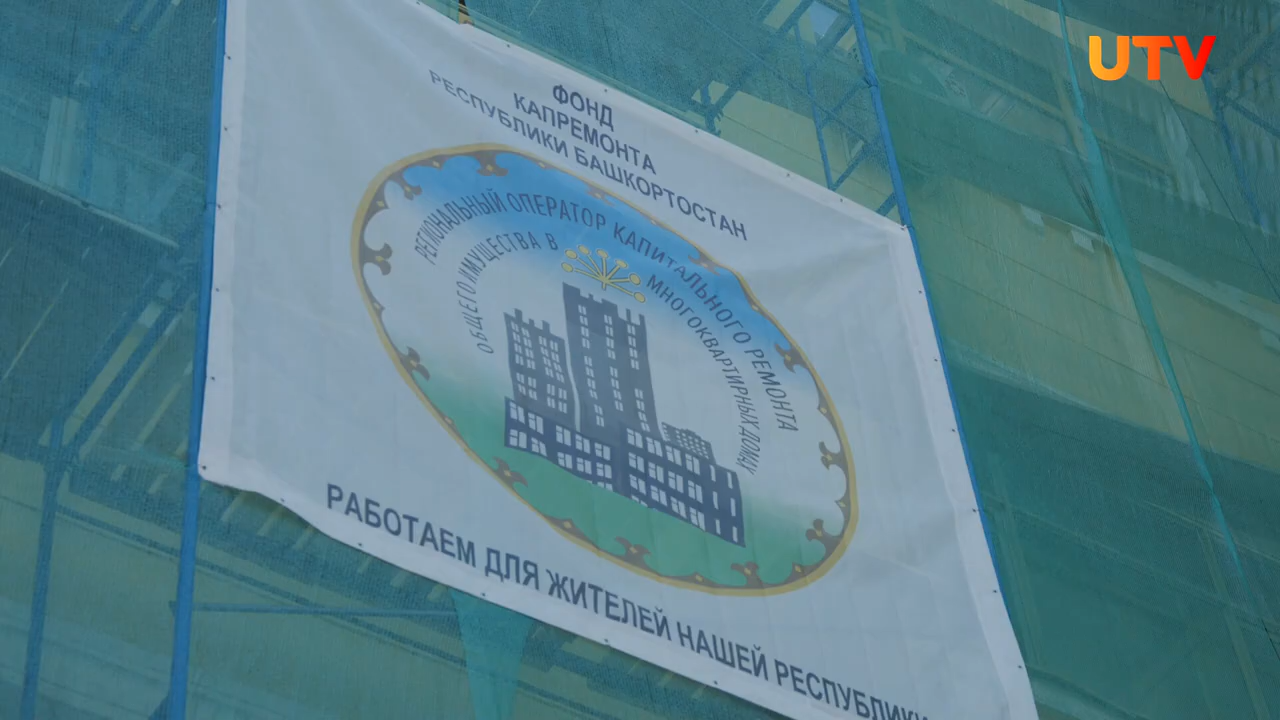 UTV
ФОНД
КАПРЕМОНТА
РЕСПУБЛИКИ БАШКОРТОСТАН
РЕГИОНАЛЬНЫЙ ОПЕРАТОР КАПИТАЛЬНОГО РЕМОНТА
ОБЩЕГО ИМУЩЕСТВА В МНОГОКВАРТИРНЫХ ДОМАХ
РАБОТАЕМ ДЛЯ ЖИТЕЛЕЙ НАШЕЙ РЕСПУБЛИКИ